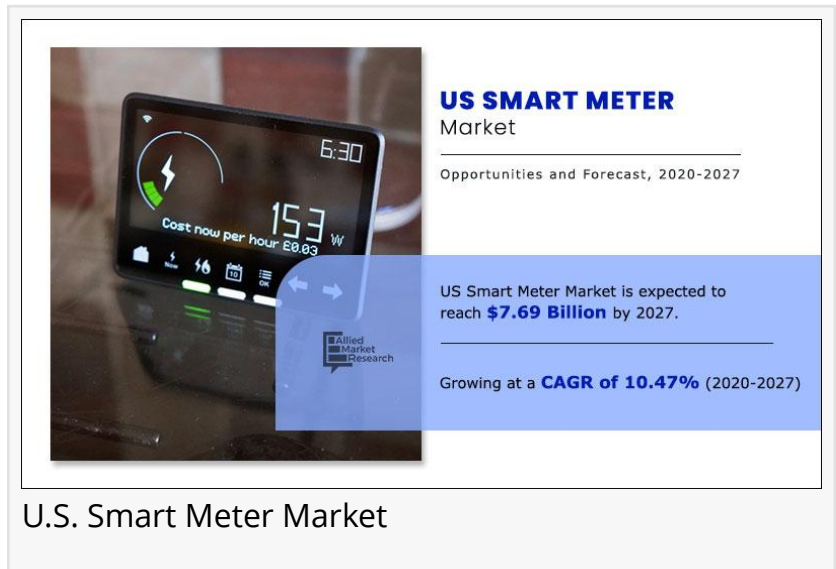 US SMART METER
Market
Opportunities and Forecast, 2020-2027
6:30
153 W
Cost now per hour £0.03
Now
10
OK
US Smart Meter Market is expected to
reach $7.69 Billion by 2027.
Allied
Market
Research
Growing at a CAGR of 10.47% (2020-2027)
U.S. Smart Meter Market